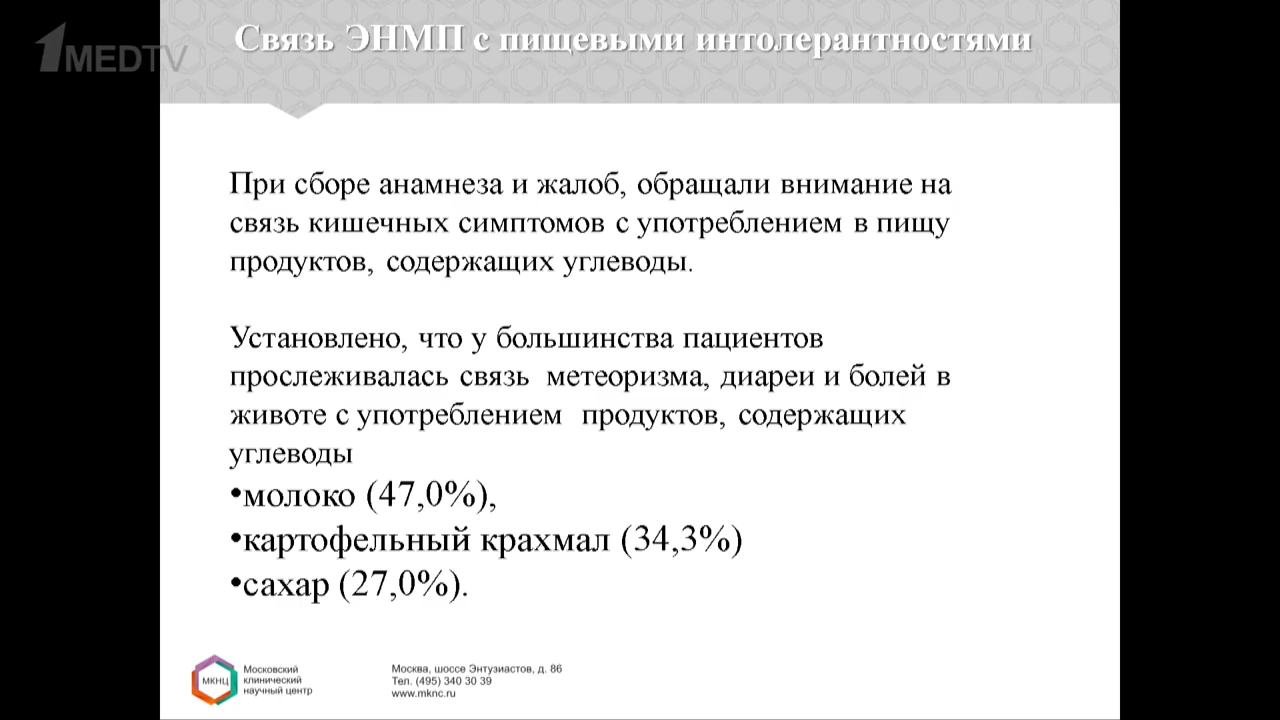 1MEDTV
Связь ЭНМП с пищевыми интолерантностями
При сборе анамнеза и жалоб, обращали внимание на
связь кишечных симптомов с употреблением в пищу
продуктов, содержащих углеводы.
Установлено, что у большинства пациентов
прослеживалась связь метеоризма, диареи и болей в
животе с употреблением продуктов, содержащих
углеводы
•молоко (47,0%),
•картофельный крахмал (34,3%)
•сахар (27,0%).
МКНЦ
Московский
клинический
научный центр
Москва, шоссе Энтузиастов, д. 86
Тел. (495) 340 30 39
www.mknc.ru